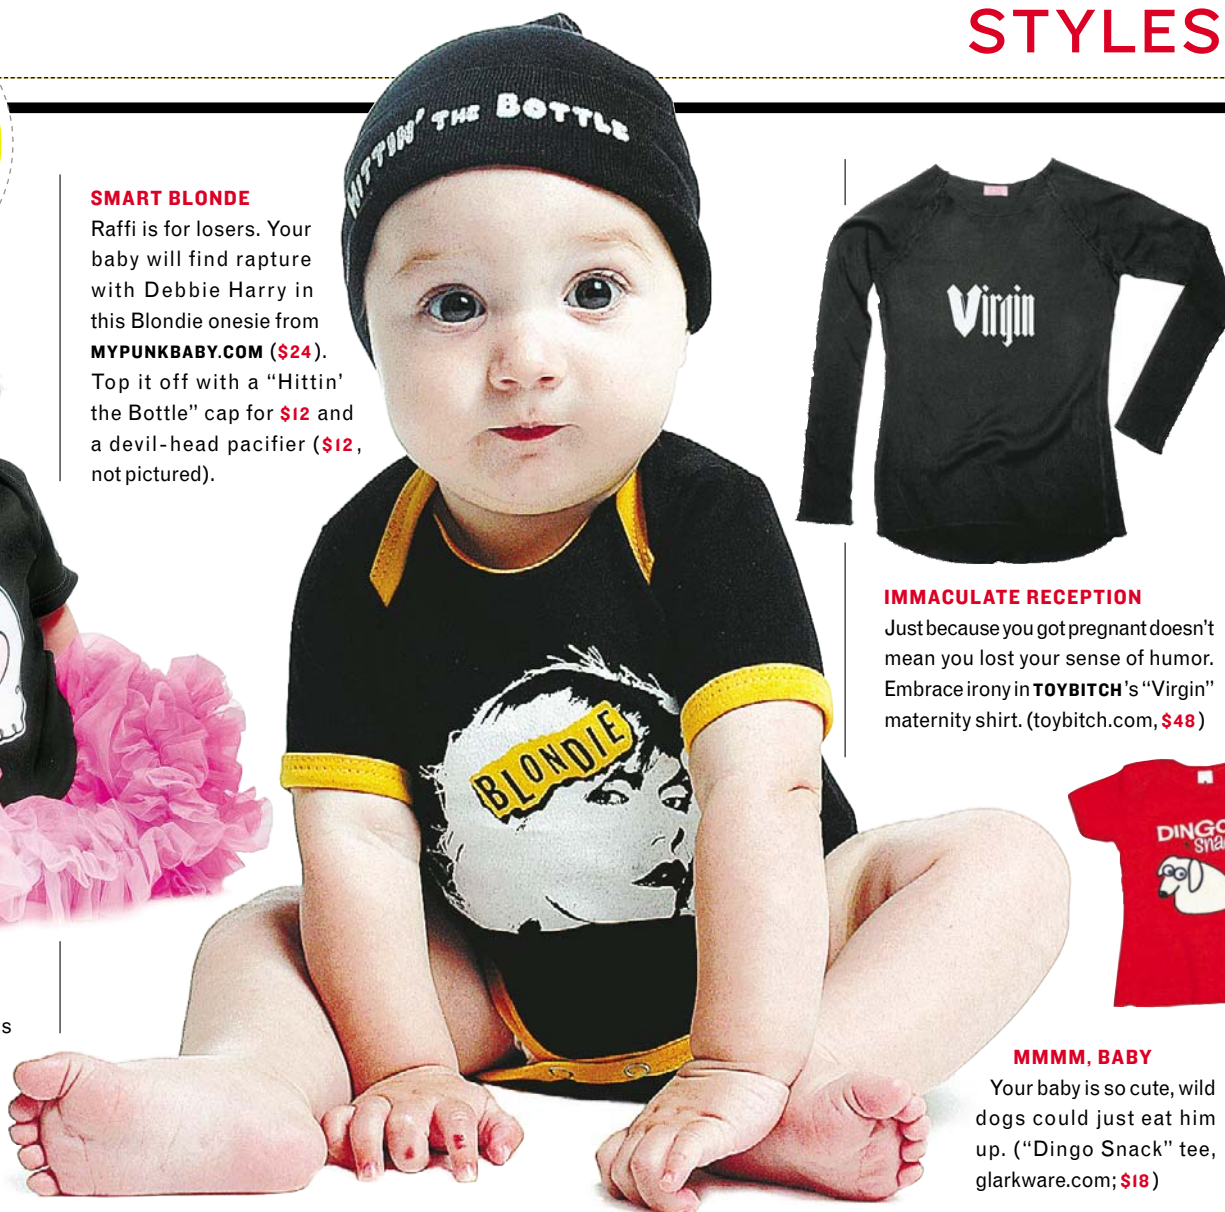 STYLES
HITTIN' THE BOTTLE
SMART BLONDE
Raffi is for losers. Your
baby will find rapture
with Debbie Harry in
this Blondie onesie from
MYPUNKBABY.COM ($24).
Top it off with a “Hittin’
the Bottle” cap for $12 and
a devil-head pacifier ($12,
not pictured).
Virgin
IMMACULATE RECEPTION
Just because you got pregnant doesn’t
mean you lost your sense of humor.
Embrace irony in TOYBITCH’s “Virgin”
maternity shirt. (toybitch.com, $48)
BLONDIE
DINGO
MMMM, BABY
Your baby is so cute, wild
dogs could just eat him
up. (“Dingo Snack” tee,
glarkware.com; $18)